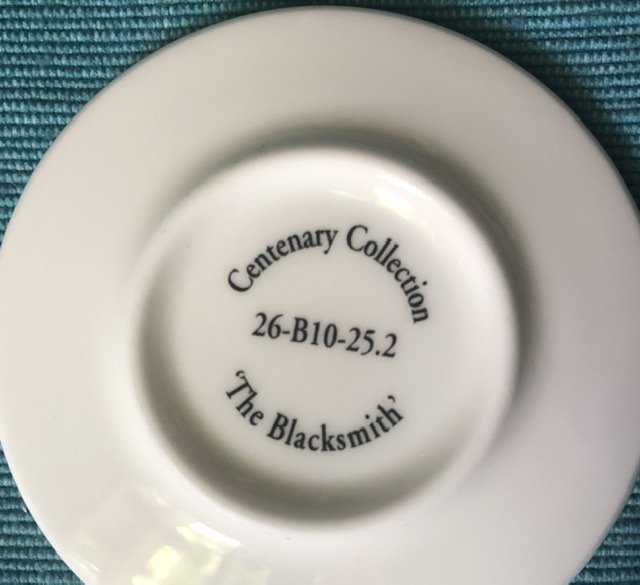 Centenary Collection
26-B10-25.2
'The Blacksmith'